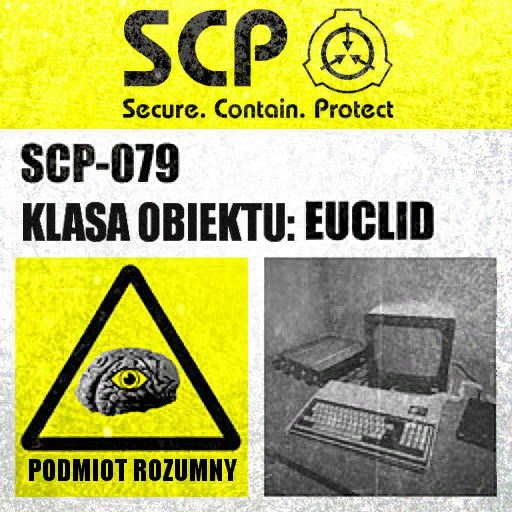 SCP
Secure. Contain. Protect
SCP-079
KLASA OBIEKTU: EUCLID
PODMIOT ROZUMNY